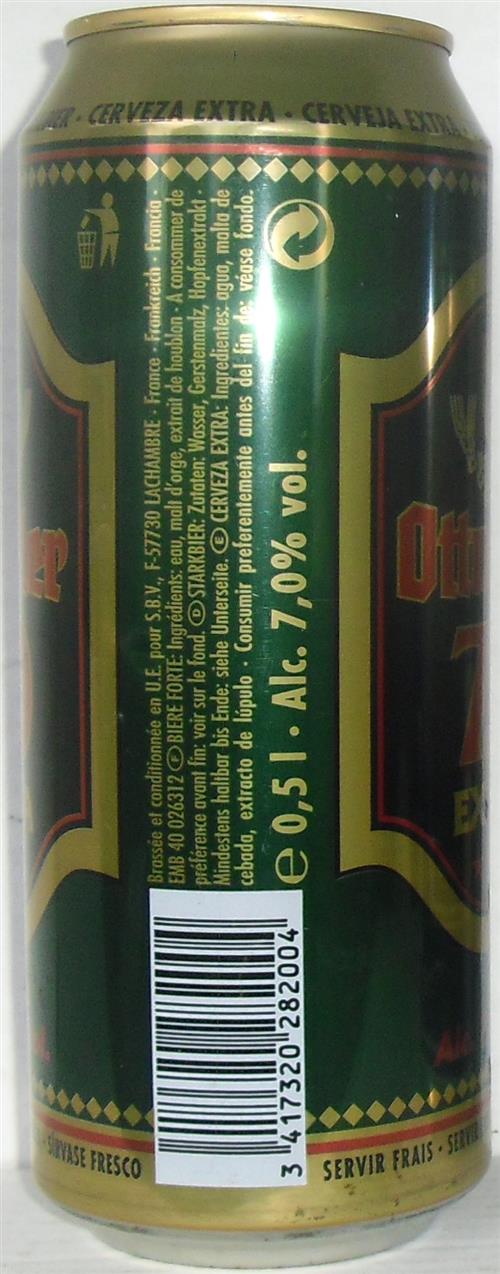 BIER · CERVEZA EXTRA · CERVEJA EXTRA
Brassée et conditionnée en U.E. pour S.B.V., F-57730 LACHAMBRE · France · Frankreich · Francia ·
EMB 40 026312 Ⓕ BIERE FORTE: Ingrédients: eau, malt d'orge, extrait de houblon · A consommer de
préférence avant fin: voir sur le fond. Ⓓ STARKBIER: Zutaten: Wasser, Gerstenmalz, Hopfenextrakt ·
Mindestens haltbar bis Ende: siehe Unterseite. Ⓔ CERVEZA EXTRA: Ingredientes: agua, malta de
cebada, extracto de lúpulo · Consumir preferentemente antes del fin de: véase fondo.
℮ 0,5 l · Alc. 7,0% vol.
3 417320 282004
SÍRVASE FRESCO
SERVIR FRAIS · SERVIR